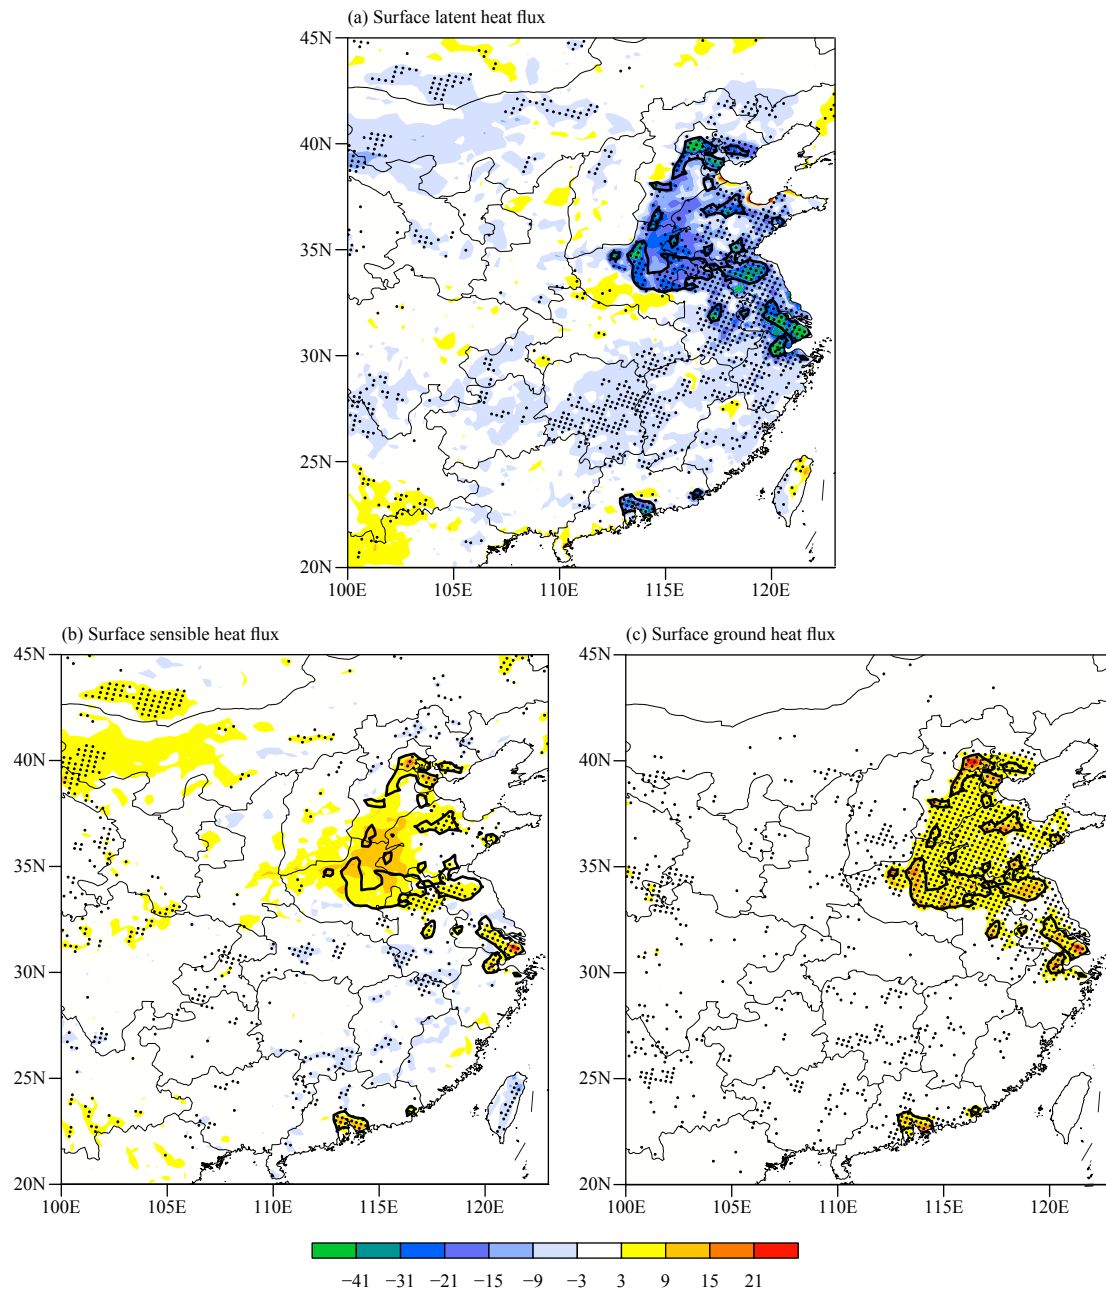 (a) Surface latent heat flux
45N
40N
35N
30N
25N
20N
100E 105E 110E 115E 120E
(b) Surface sensible heat flux (c) Surface ground heat flux
45N 45N
40N 40N
35N 35N
30N 30N
25N 25N
20N 20N
100E 105E 110E 115E 120E 100E 105E 110E 115E 120E
−41 −31 −21 −15 −9 −3 3 9 15 21